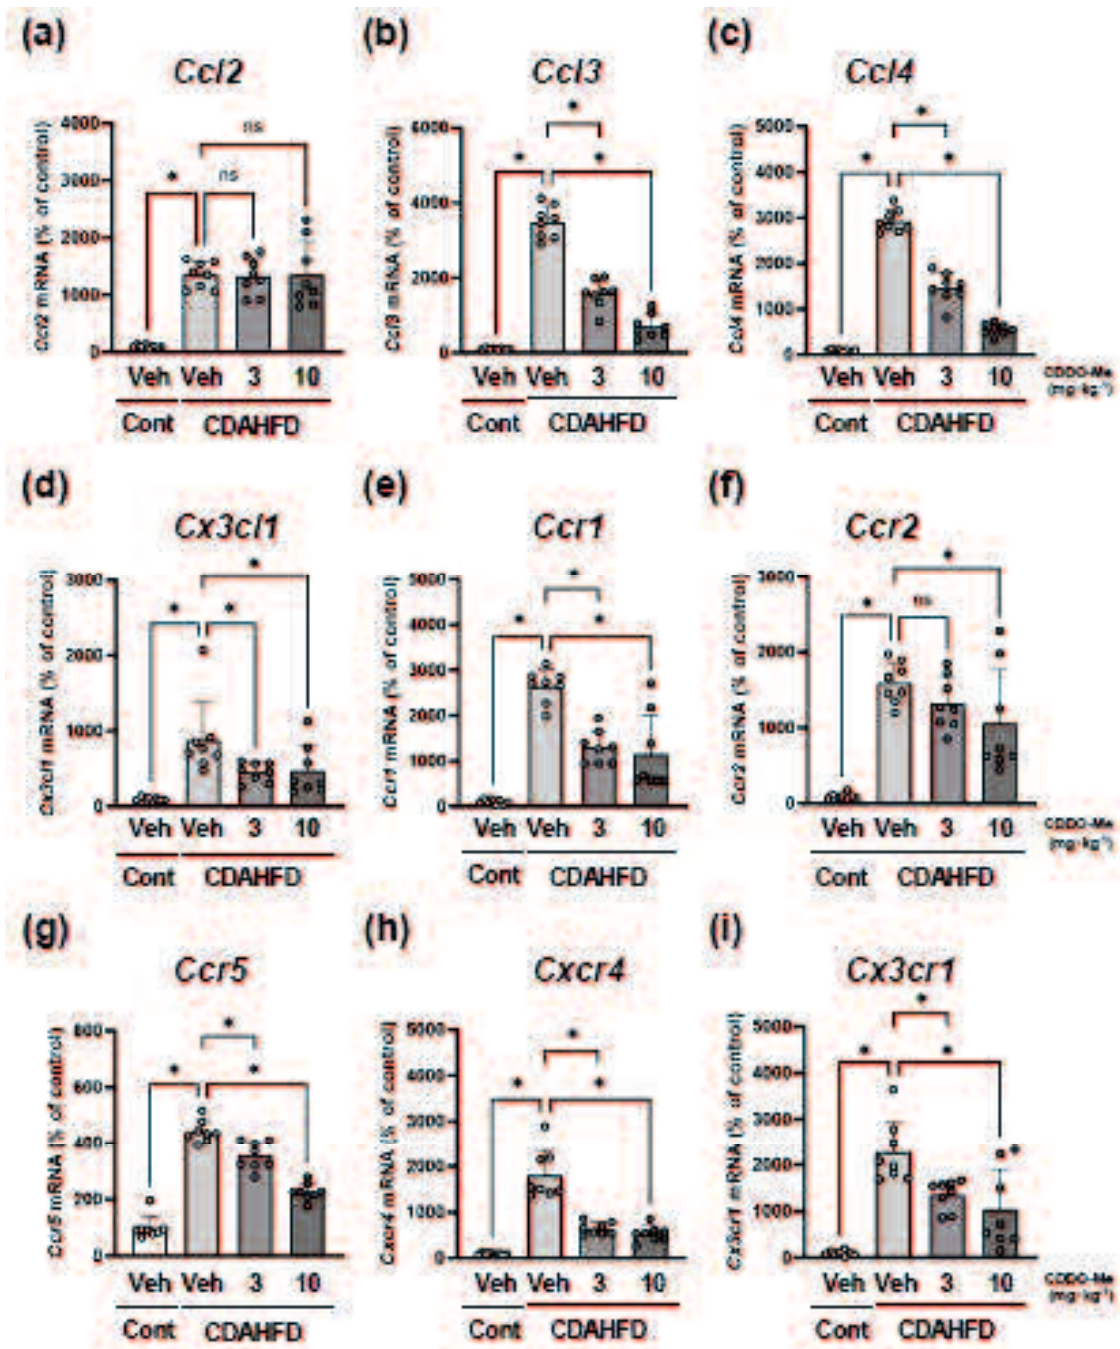 (a)
Ccl2
Ccl2 mRNA (% of control)
4000
3000
2000
1000
0
*
ns
ns
Veh Veh 3 10
Cont CDAHFD
(b)
Ccl3
Ccl3 mRNA (% of control)
6000
4000
2000
0
*
*
*
Veh Veh 3 10
Cont CDAHFD
(c)
Ccl4
Ccl4 mRNA (% of control)
5000
4000
3000
2000
1000
0
*
*
*
Veh Veh 3 10
CDDO-Me
(mg·kg⁻¹)
Cont CDAHFD
(d)
Cx3cl1
Cx3cl1 mRNA (% of control)
3000
2000
1000
0
*
*
*
Veh Veh 3 10
Cont CDAHFD
(e)
Ccr1
Ccr1 mRNA (% of control)
5000
4000
3000
2000
1000
0
*
*
*
Veh Veh 3 10
Cont CDAHFD
(f)
Ccr2
Ccr2 mRNA (% of control)
3000
2000
1000
0
*
*
ns
Veh Veh 3 10
CDDO-Me
(mg·kg⁻¹)
Cont CDAHFD
(g)
Ccr5
Ccr5 mRNA (% of control)
800
600
400
200
0
*
*
*
Veh Veh 3 10
Cont CDAHFD
(h)
Cxcr4
Cxcr4 mRNA (% of control)
5000
4000
3000
2000
1000
0
*
*
*
Veh Veh 3 10
Cont CDAHFD
(i)
Cx3cr1
Cx3cr1 mRNA (% of control)
5000
4000
3000
2000
1000
0
*
*
*
Veh Veh 3 10
CDDO-Me
(mg·kg⁻¹)
Cont CDAHFD